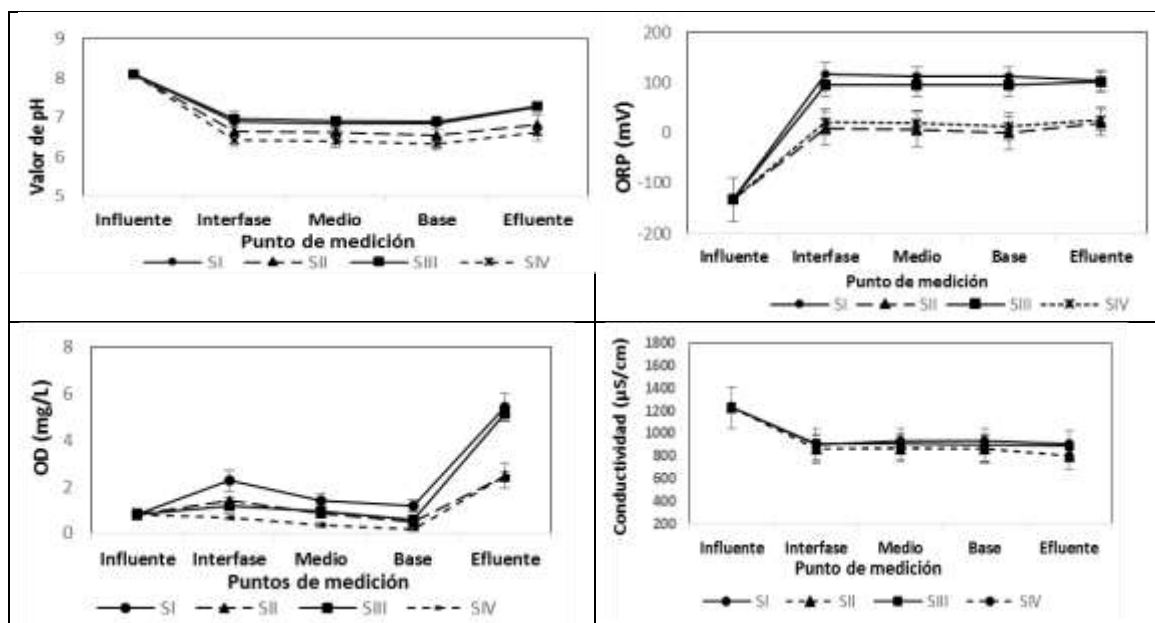 9
8
7
6
5
Valor de pH
Influente Interfase Medio Base Efluente
Punto de medición
SI SII SIII SIV
200
100
0
-100
-200
ORP (mV)
Influente Interfase Medio Base Efluente
Punto de medición
SI SII SIII SIV
8
6
4
2
0
OD (mg/L)
Influente Interfase Medio Base Efluente
Puntos de medición
SI SII SIII SIV
1800
1600
1400
1200
1000
800
600
400
200
Conductividad (µS/cm)
Influente Interfase Medio Base Efluente
Punto de medición
SI SII SIII SIV